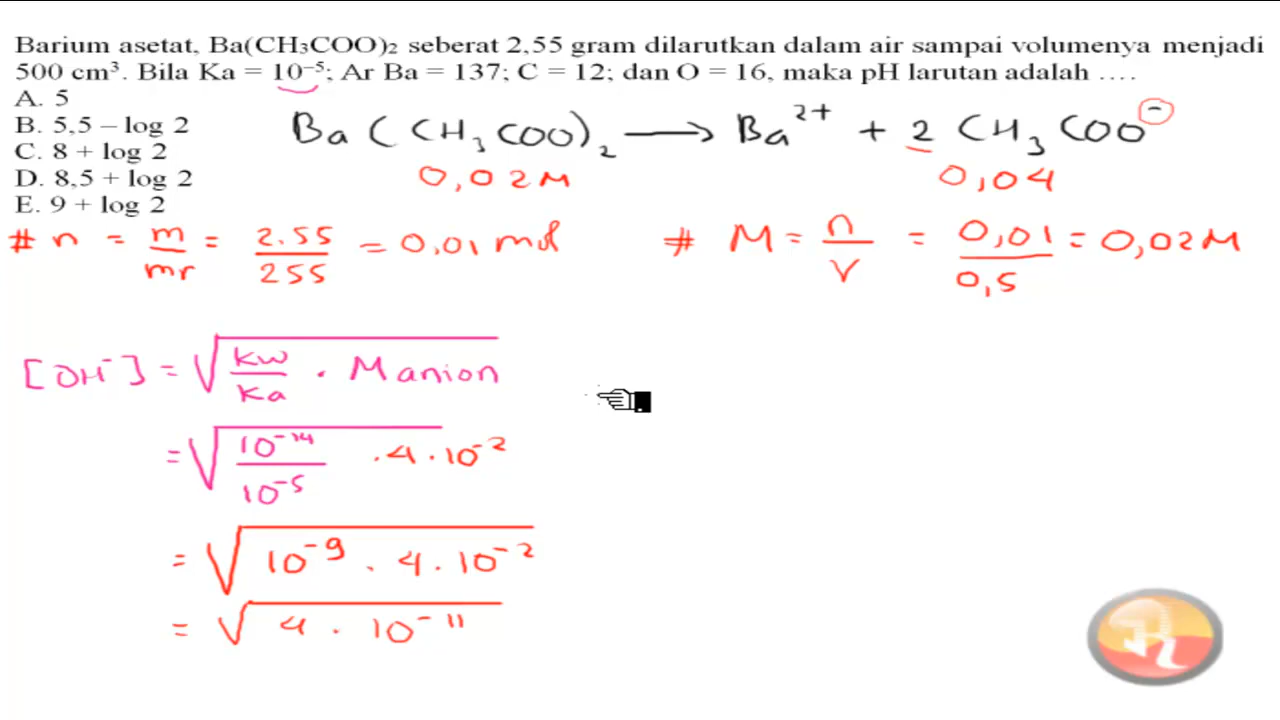 Barium asetat, Ba(CH₃COO)₂ seberat 2,55 gram dilarutkan dalam air sampai volumenya menjadi
500 cm³. Bila Ka = 10⁻⁵; Ar Ba = 137; C = 12; dan O = 16, maka pH larutan adalah ….
A. 5
B. 5,5 – log 2
C. 8 + log 2
D. 8,5 + log 2
E. 9 + log 2
Ba (CH₃COO)₂ → Ba²⁺ + 2 CH₃COO⁻
0,02M 0,04
# n = m/mr = 2.55/255 = 0,01 mol
# M = n/V = 0,01/0,5 = 0,02M
[OH⁻] = √(kw/ka . Manion)
= √(10⁻¹⁴/10⁻⁵ . 4.10⁻²)
= √(10⁻⁹ . 4.10⁻²)
= √(4 . 10⁻¹¹)